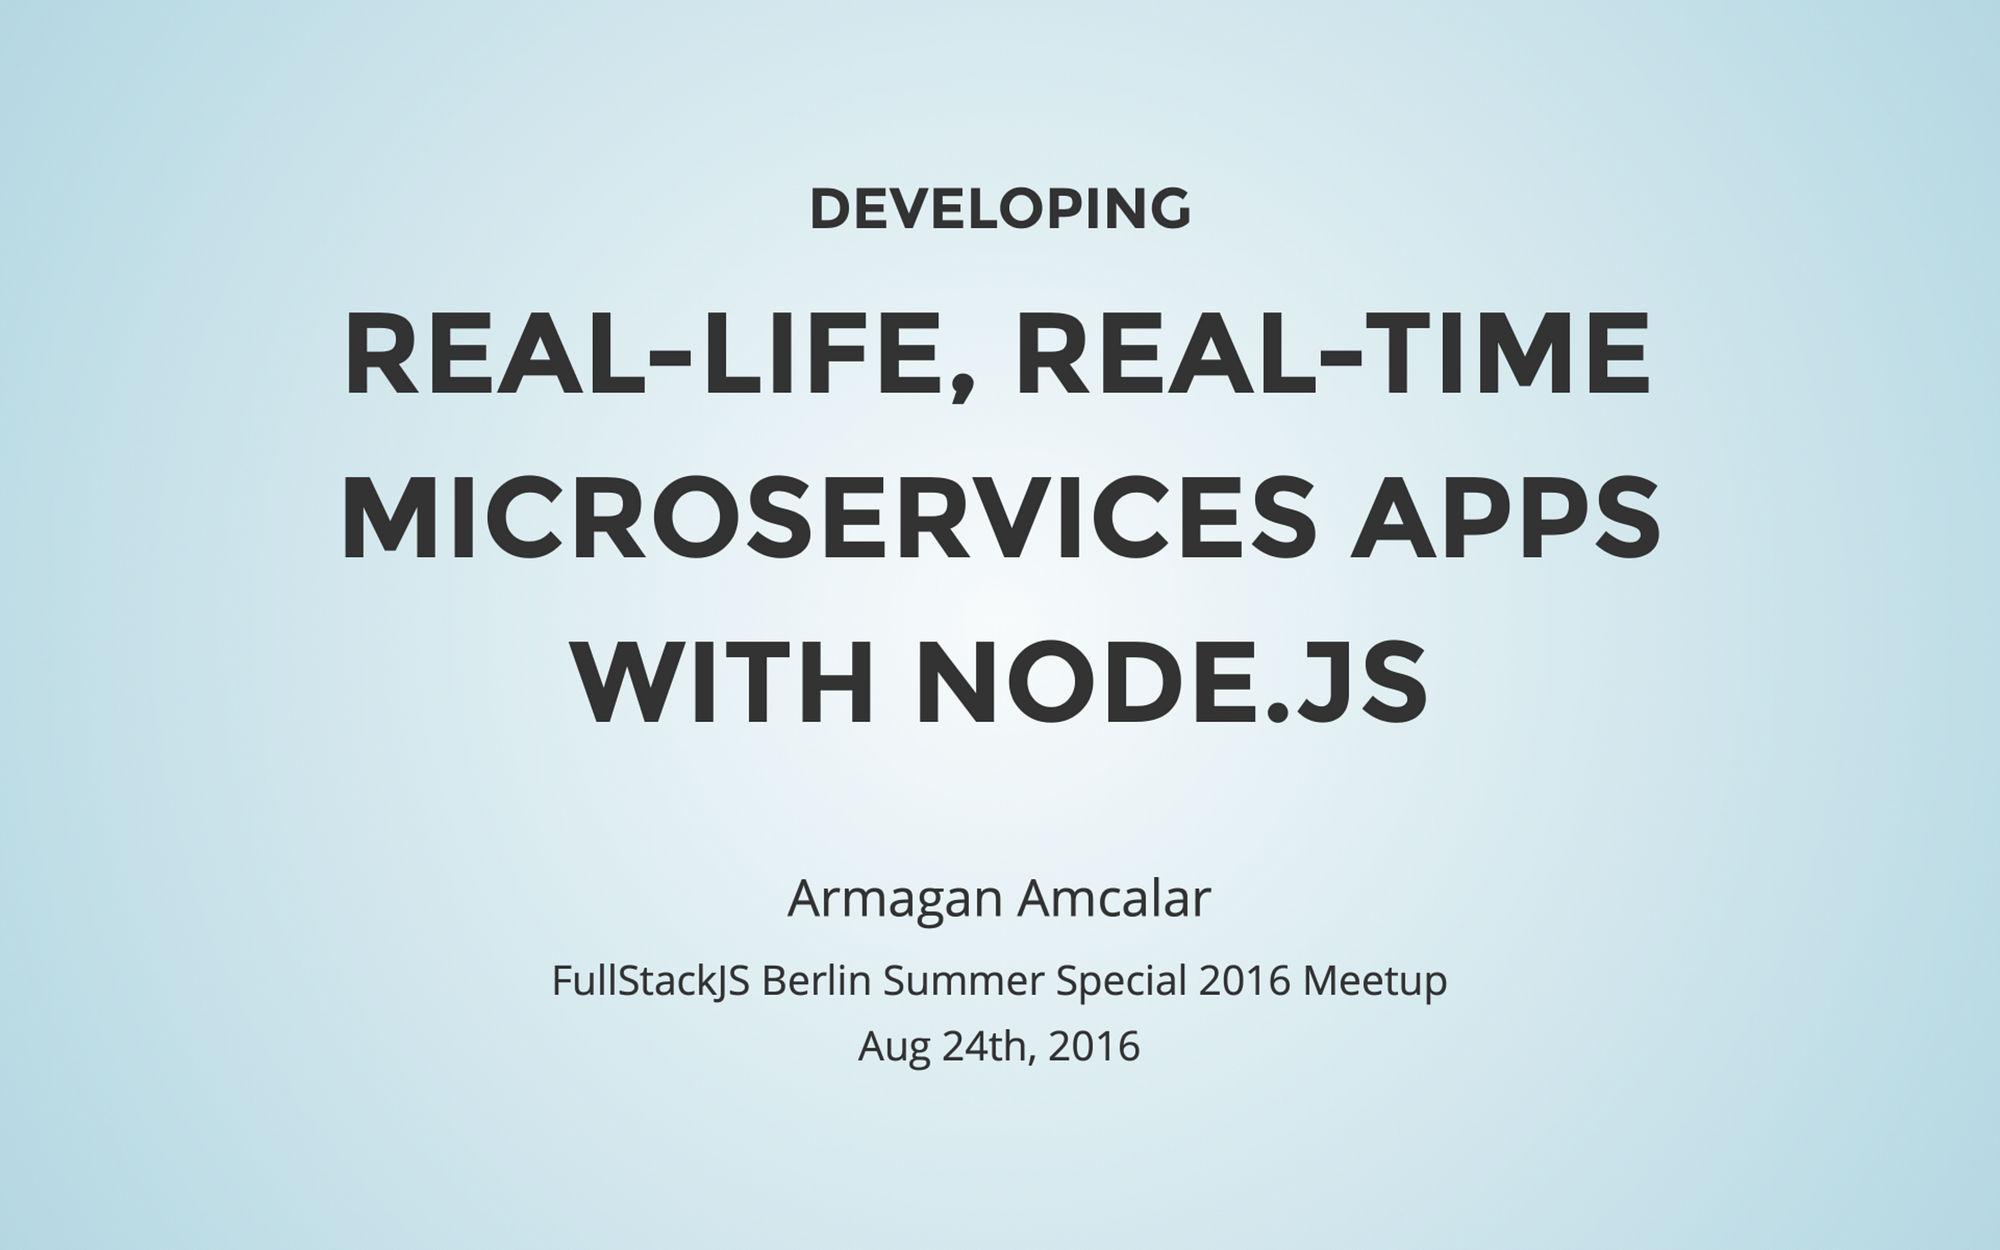 DEVELOPING
REAL-LIFE, REAL-TIME
MICROSERVICES APPS
WITH NODE.JS
Armagan Amcalar
FullStackJS Berlin Summer Special 2016 Meetup
Aug 24th, 2016